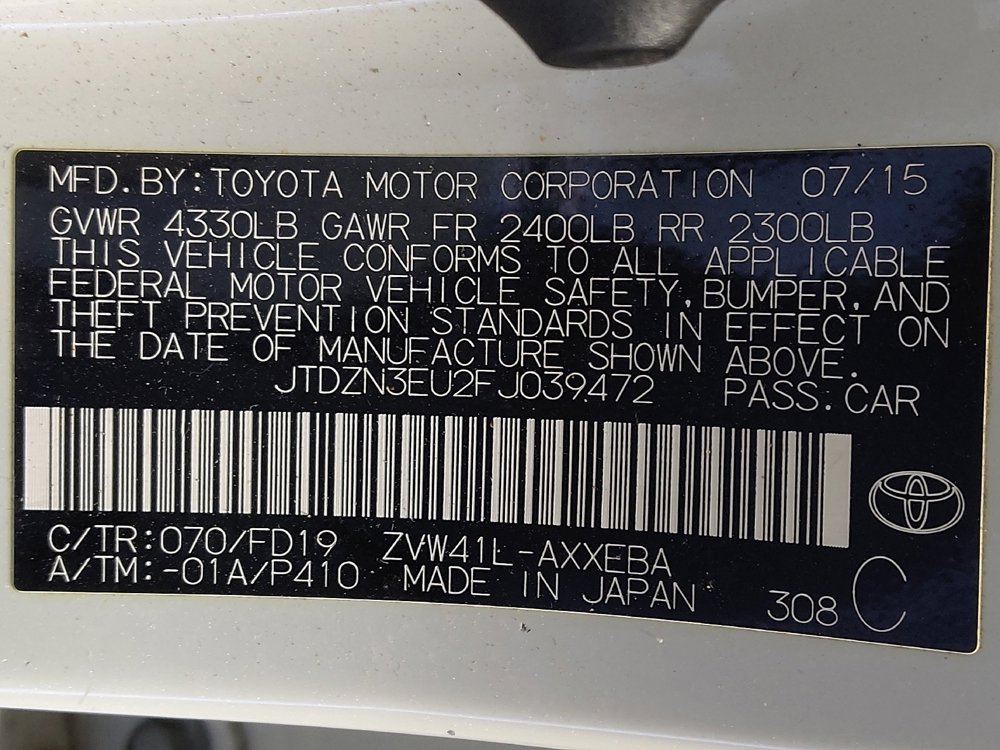 MFD.BY:TOYOTA MOTOR CORPORATION 07/15
GVWR 4330LB GAWR FR 2400LB RR 2300LB
THIS VEHICLE CONFORMS TO ALL APPLICABLE
FEDERAL MOTOR VEHICLE SAFETY,BUMPER,AND
THEFT PREVENTION STANDARDS IN EFFECT ON
THE DATE OF MANUFACTURE SHOWN ABOVE.
JTDZN3EU2FJ039472 PASS.CAR
C/TR:070/FD19 ZVW41L-AXXEBA
A/TM:-01A/P410 MADE IN JAPAN 308 C